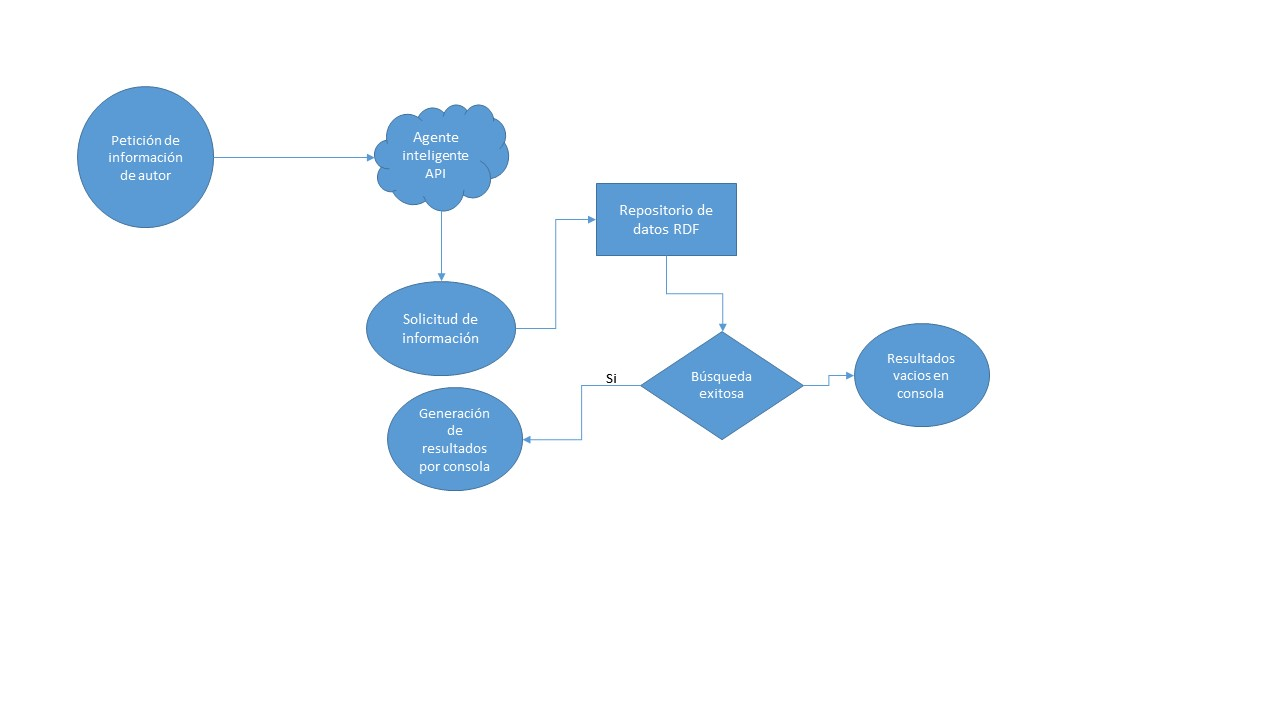 Petición de
información
de autor
Agente
inteligente
API
Repositorio de
datos RDF
Solicitud de
información
Si
Búsqueda
exitosa
Resultados
vacios en
consola
Generación
de
resultados
por consola